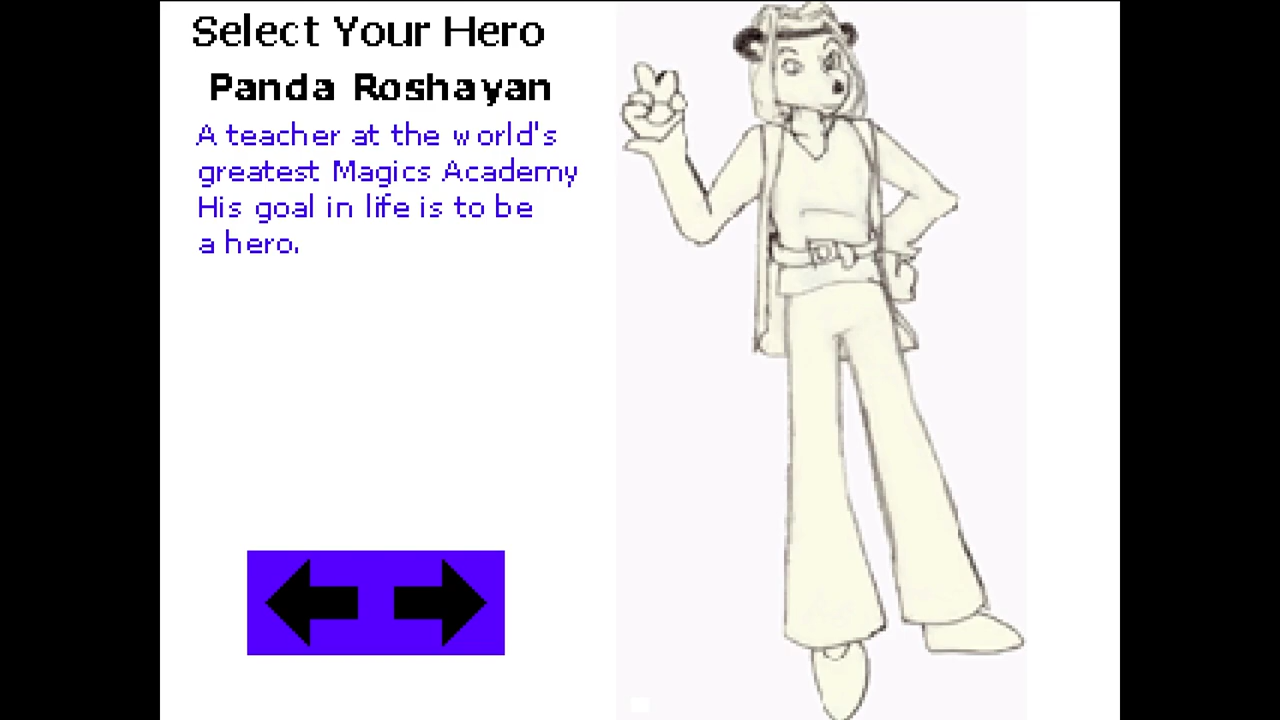 Select Your Hero
Panda Roshayan
A teacher at the world's
greatest Magics Academy
His goal in life is to be
a hero.